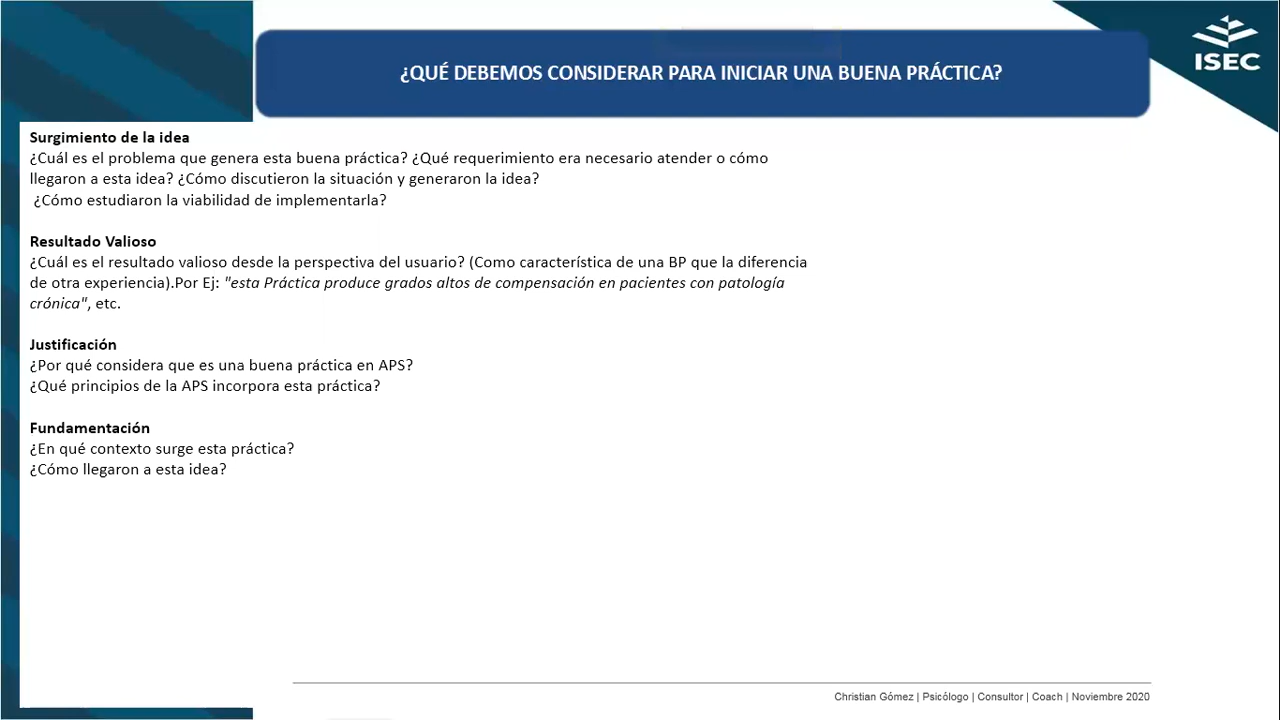 ¿QUÉ DEBEMOS CONSIDERAR PARA INICIAR UNA BUENA PRÁCTICA?
ISEC
Surgimiento de la idea
¿Cuál es el problema que genera esta buena práctica? ¿Qué requerimiento era necesario atender o cómo
llegaron a esta idea? ¿Cómo discutieron la situación y generaron la idea?
¿Cómo estudiaron la viabilidad de implementarla?
Resultado Valioso
¿Cuál es el resultado valioso desde la perspectiva del usuario? (Como característica de una BP que la diferencia
de otra experiencia).Por Ej: "esta Práctica produce grados altos de compensación en pacientes con patología
crónica", etc.
Justificación
¿Por qué considera que es una buena práctica en APS?
¿Qué principios de la APS incorpora esta práctica?
Fundamentación
¿En qué contexto surge esta práctica?
¿Cómo llegaron a esta idea?
Christian Gómez | Psicólogo | Consultor | Coach | Noviembre 2020